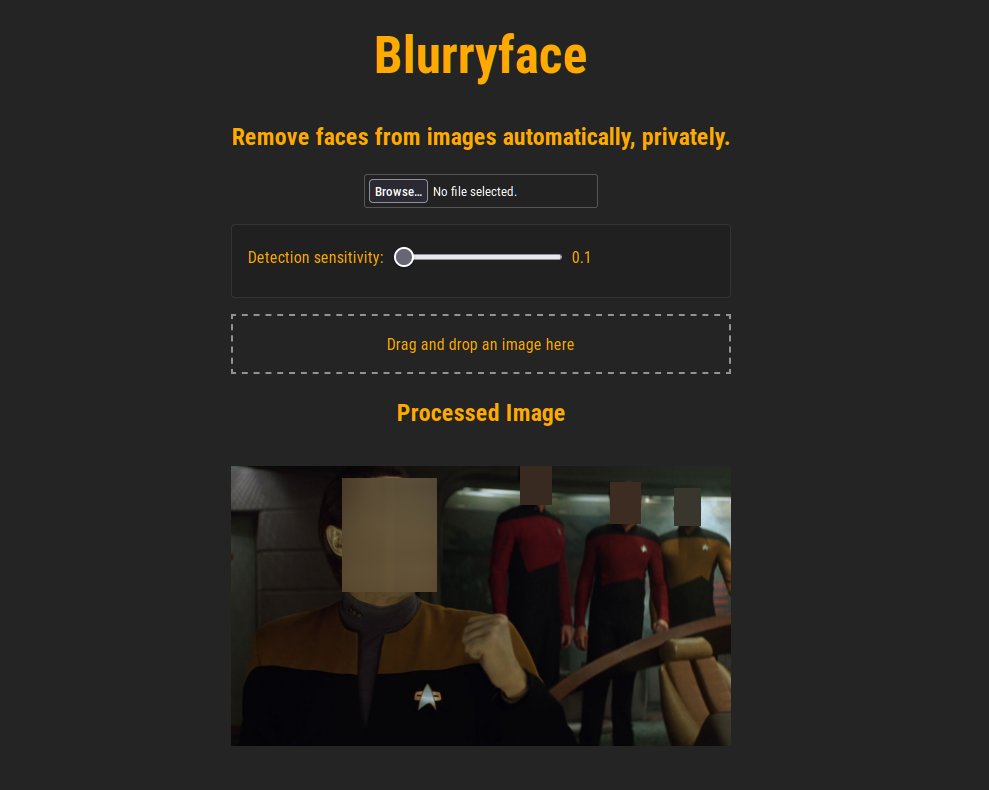 Blurryface
Remove faces from images automatically, privately.
Browse… No file selected.
Detection sensitivity: 0.1
Drag and drop an image here
Processed Image